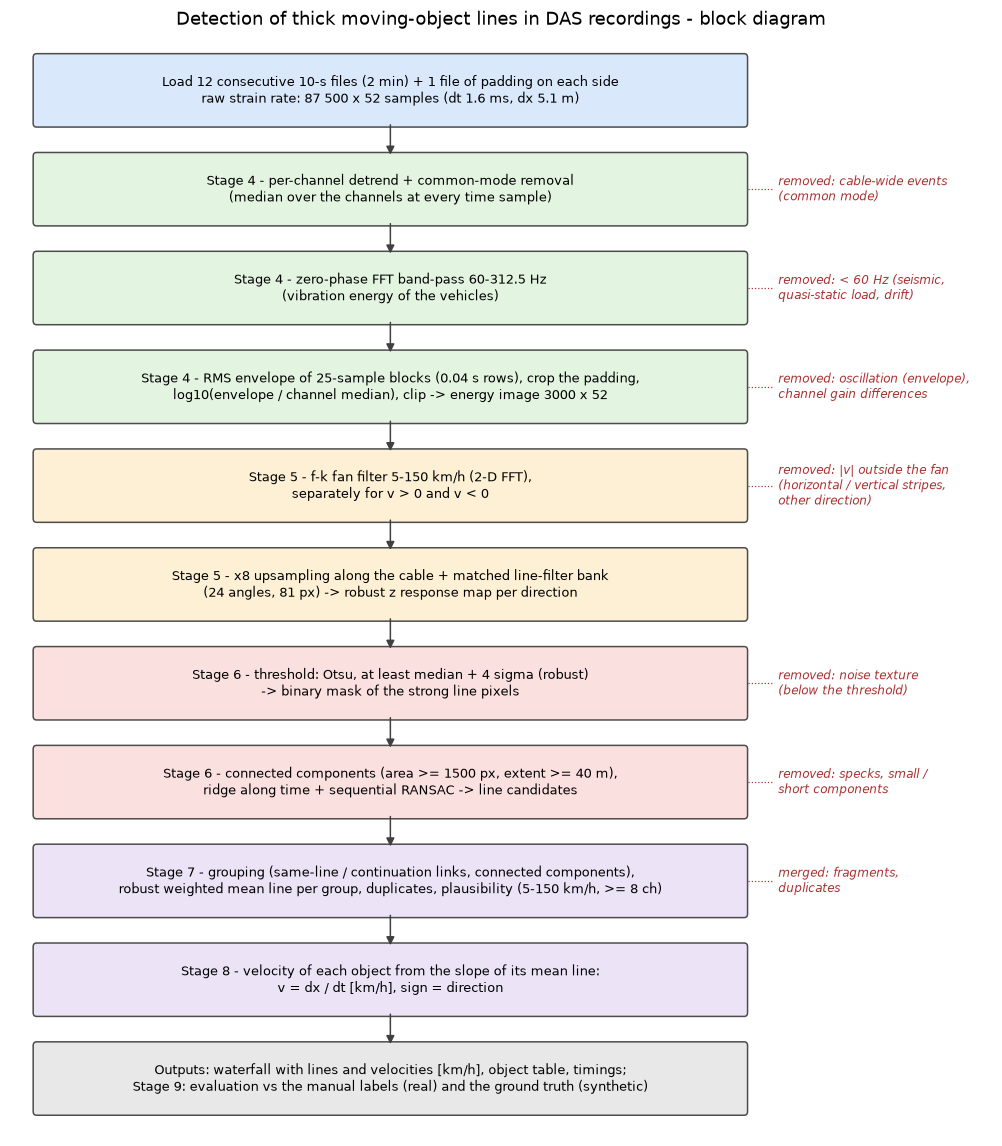 Detection of thick moving-object lines in DAS recordings - block diagram
Load 12 consecutive 10-s files (2 min) + 1 file of padding on each side
raw strain rate: 87 500 x 52 samples (dt 1.6 ms, dx 5.1 m)
Stage 4 - per-channel detrend + common-mode removal
(median over the channels at every time sample)
removed: cable-wide events
(common mode)
Stage 4 - zero-phase FFT band-pass 60-312.5 Hz
(vibration energy of the vehicles)
removed: < 60 Hz (seismic,
quasi-static load, drift)
Stage 4 - RMS envelope of 25-sample blocks (0.04 s rows), crop the padding,
log10(envelope / channel median), clip -> energy image 3000 x 52
removed: oscillation (envelope),
channel gain differences
Stage 5 - f-k fan filter 5-150 km/h (2-D FFT),
separately for v > 0 and v < 0
removed: |v| outside the fan
(horizontal / vertical stripes,
other direction)
Stage 5 - x8 upsampling along the cable + matched line-filter bank
(24 angles, 81 px) -> robust z response map per direction
Stage 6 - threshold: Otsu, at least median + 4 sigma (robust)
-> binary mask of the strong line pixels
removed: noise texture
(below the threshold)
Stage 6 - connected components (area >= 1500 px, extent >= 40 m),
ridge along time + sequential RANSAC -> line candidates
removed: specks, small /
short components
Stage 7 - grouping (same-line / continuation links, connected components),
robust weighted mean line per group, duplicates, plausibility (5-150 km/h, >= 8 ch)
merged: fragments,
duplicates
Stage 8 - velocity of each object from the slope of its mean line:
v = dx / dt [km/h], sign = direction
Outputs: waterfall with lines and velocities [km/h], object table, timings;
Stage 9: evaluation vs the manual labels (real) and the ground truth (synthetic)